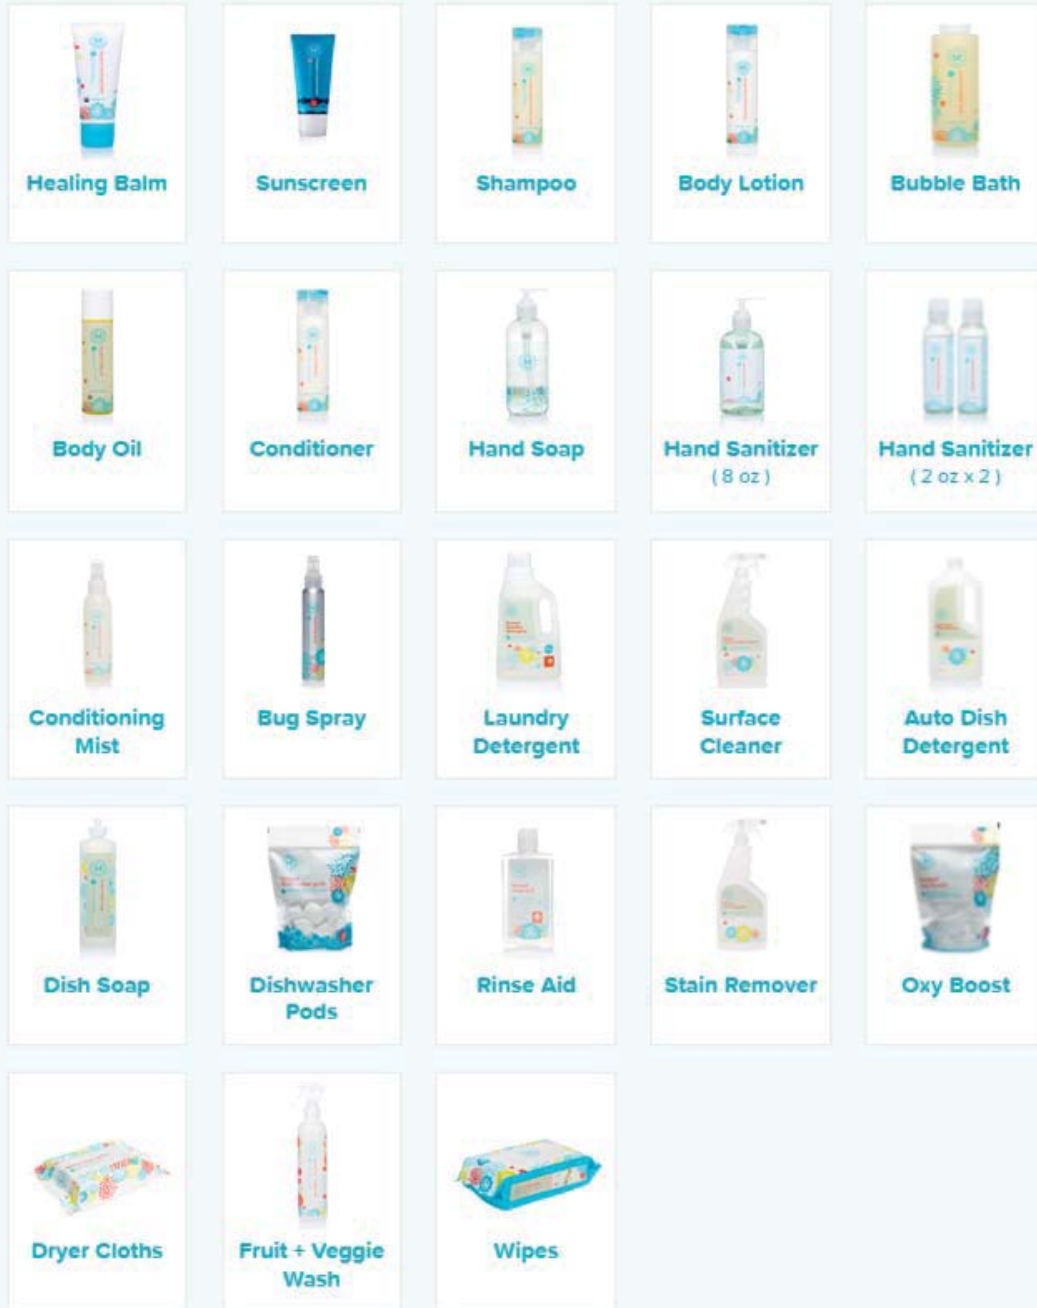 Healing Balm
Sunscreen
Shampoo
Body Lotion
Bubble Bath
Body Oil
Conditioner
Hand Soap
Hand Sanitizer
( 8 oz )
Hand Sanitizer
( 2 oz x 2 )
Conditioning
Mist
Bug Spray
Laundry
Detergent
Surface
Cleaner
Auto Dish
Detergent
Dish Soap
Dishwasher
Pods
Rinse Aid
Stain Remover
Oxy Boost
Dryer Cloths
Fruit + Veggie
Wash
Wipes